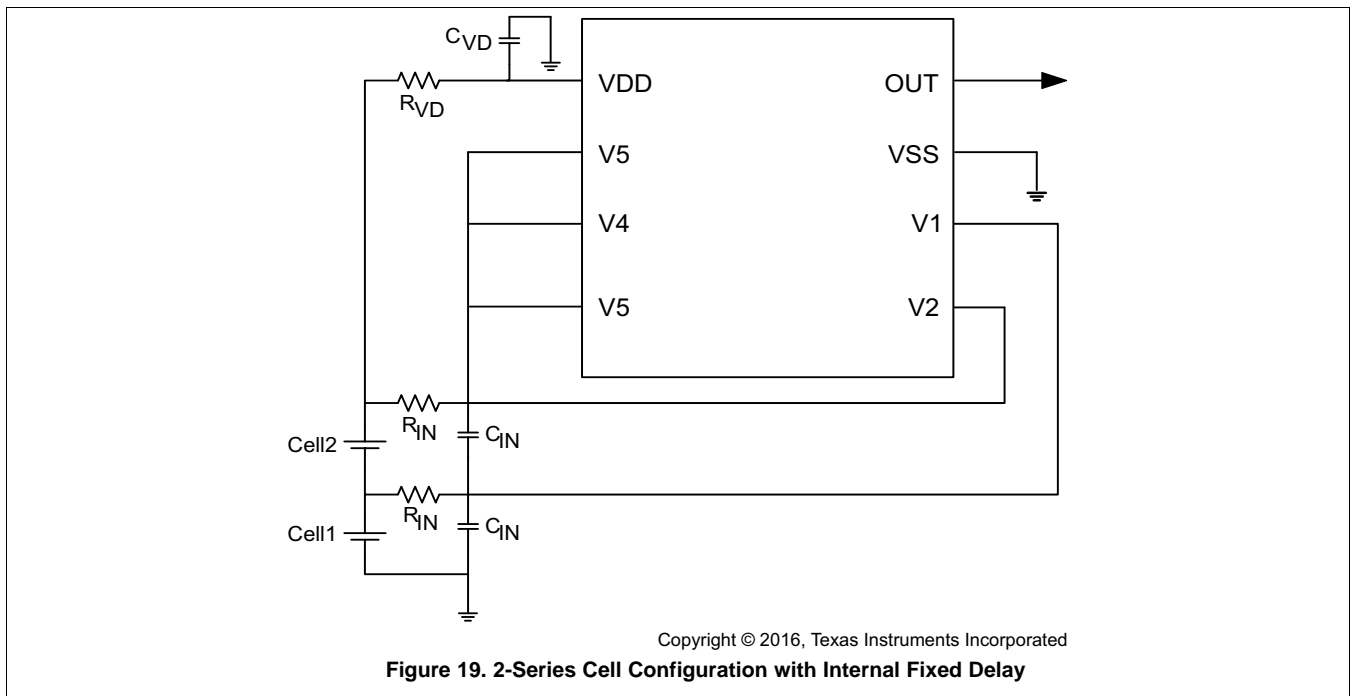 CVD
VDD
OUT
RVD
V5
VSS
V4
V1
V5
V2
RIN
CIN
Cell2
RIN
CIN
Cell1
Copyright © 2016, Texas Instruments Incorporated
Figure 19. 2-Series Cell Configuration with Internal Fixed Delay